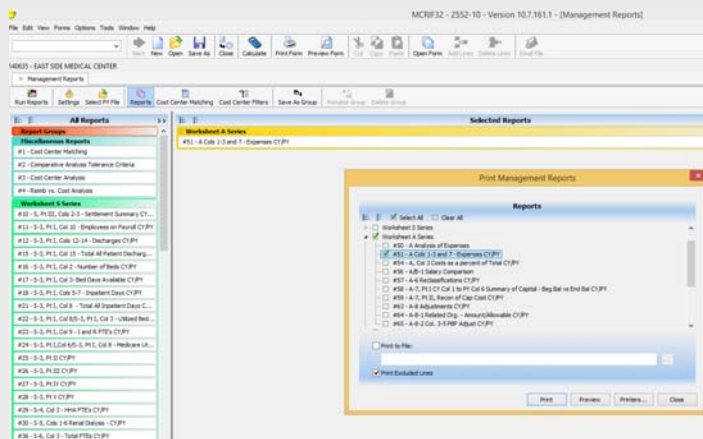 MCRIF32 - 2552-10 - Version 10.7.161.1 - [Management Reports]
File Edit View Forms Options Tools Window Help
Next New Open Save As Close Calculate Print Form Preview Form Cut Copy Paste Open Form Add Lines Delete Lines Email File
140635 - EAST SIDE MEDICAL CENTER
Management Reports
Run Reports Settings Select PY File Reports Cost Center Matching Cost Center Filters Save As Group Rename Group Delete Group
All Reports
Report Groups
Miscellaneous Reports
#1 - Cost Center Matching
#2 - Comparative Analysis Tolerance Criteria
#3 - Cost Center Analysis
#4 - Reimb vs. Cost Analysis
Worksheet S Series
#10 - S, Pt III, Cols 2-3 - Settlement Summary CY...
#11 - S-3, Pt I, Col 10 - Employees on Payroll CY/PY
#12 - S-3, Pt I, Cols 12-14 - Discharges CY/PY
#15 - S-3, Pt I, Col 15 - Total All Patient Discharg...
#16 - S-3, Pt I, Col 2 - Number of Beds CY/PY
#17 - S-3, Pt I, Col 3- Bed Days Available CY/PY
#18 - S-3, Pt I, Cols 5-7 - Inpatient Days CY/PY
#21 - S-3, Pt I, Col 8 - Total All Inpatient Days C...
#22 - S-3, Pt I, Col 8/S-3, Pt I, Col 3 - Utilized Bed...
#23 - S-3, Pt I, Col 9 - I and R FTE's CY/PY
#24 - S-3, Pt I,Col 6/S-3, Pt I, Col 8 - Medicare Ut...
#25 - S-3, Pt II CY/PY
#26 - S-3, Pt III CY/PY
#27 - S-3, Pt IV CY/PY
#28 - S-3, Pt V CY/PY
#29 - S-4, Col 3 - HHA FTE's CY/PY
#30 - S-5, Cols 1-6 Renal Dialysis - CY/PY
#36 - S-6, Col 3 - Total FTEs CY/PY
Selected Reports
Worksheet A Series
#51 - A Cols 1-3 and 7 - Expenses CY/PY
Print Management Reports
Reports
Select All Clear All
Worksheet S Series
Worksheet A Series
#50 - A Analysis of Expenses
#51 - A Cols 1-3 and 7 - Expenses CY/PY
#54 - A, Col 3 Costs as a percent of Total CY/PY
#56 - A/B-1 Salary Comparison
#57 - A-6 Reclassifications CY/PY
#58 - A-7, Pt I CY Col 1 to PY Col 6 Summary of Capital - Beg Bal vs End Bal CY/PY
#59 - A-7, Pt II, Recon of Cap Cost CY/PY
#63 - A-8 Adjustments CY/PY
#64 - A-8-1 Related Org. - Amount/Allowable CY/PY
#65 - A-8-2 Col. 3-5 PBP Adjust CY/PY
Print to File:
Print Excluded Lines
Print Preview Printers... Close